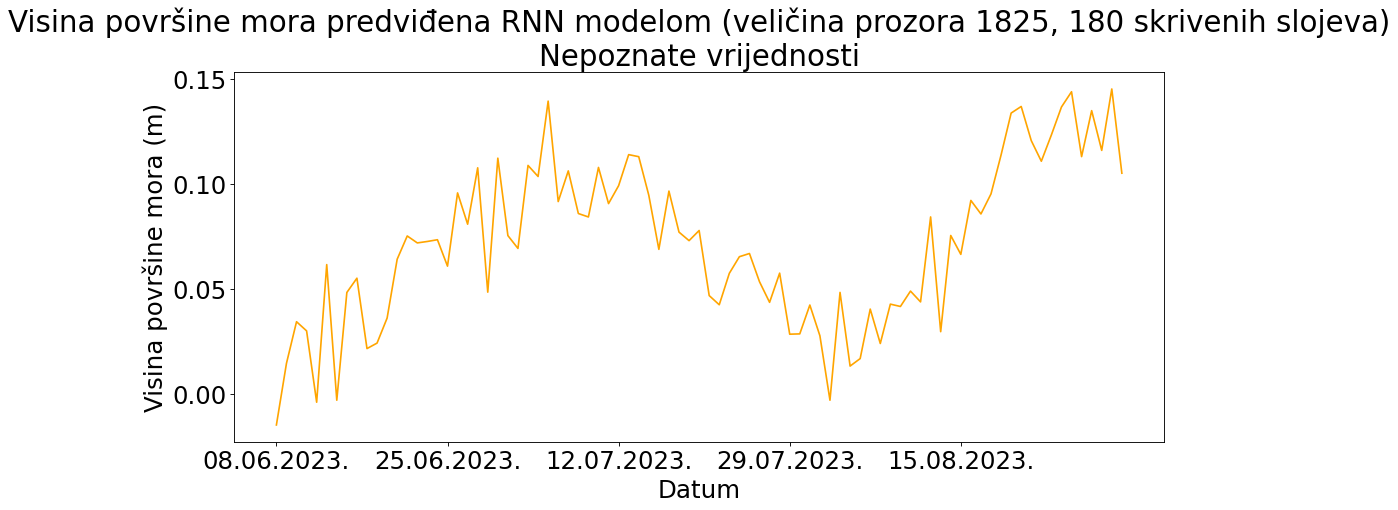 Visina površine mora predviđena RNN modelom (veličina prozora 1825, 180 skrivenih slojeva)
Nepoznate vrijednosti
Visina površine mora (m)
0.15
0.10
0.05
0.00
08.06.2023. 25.06.2023. 12.07.2023. 29.07.2023. 15.08.2023.
Datum